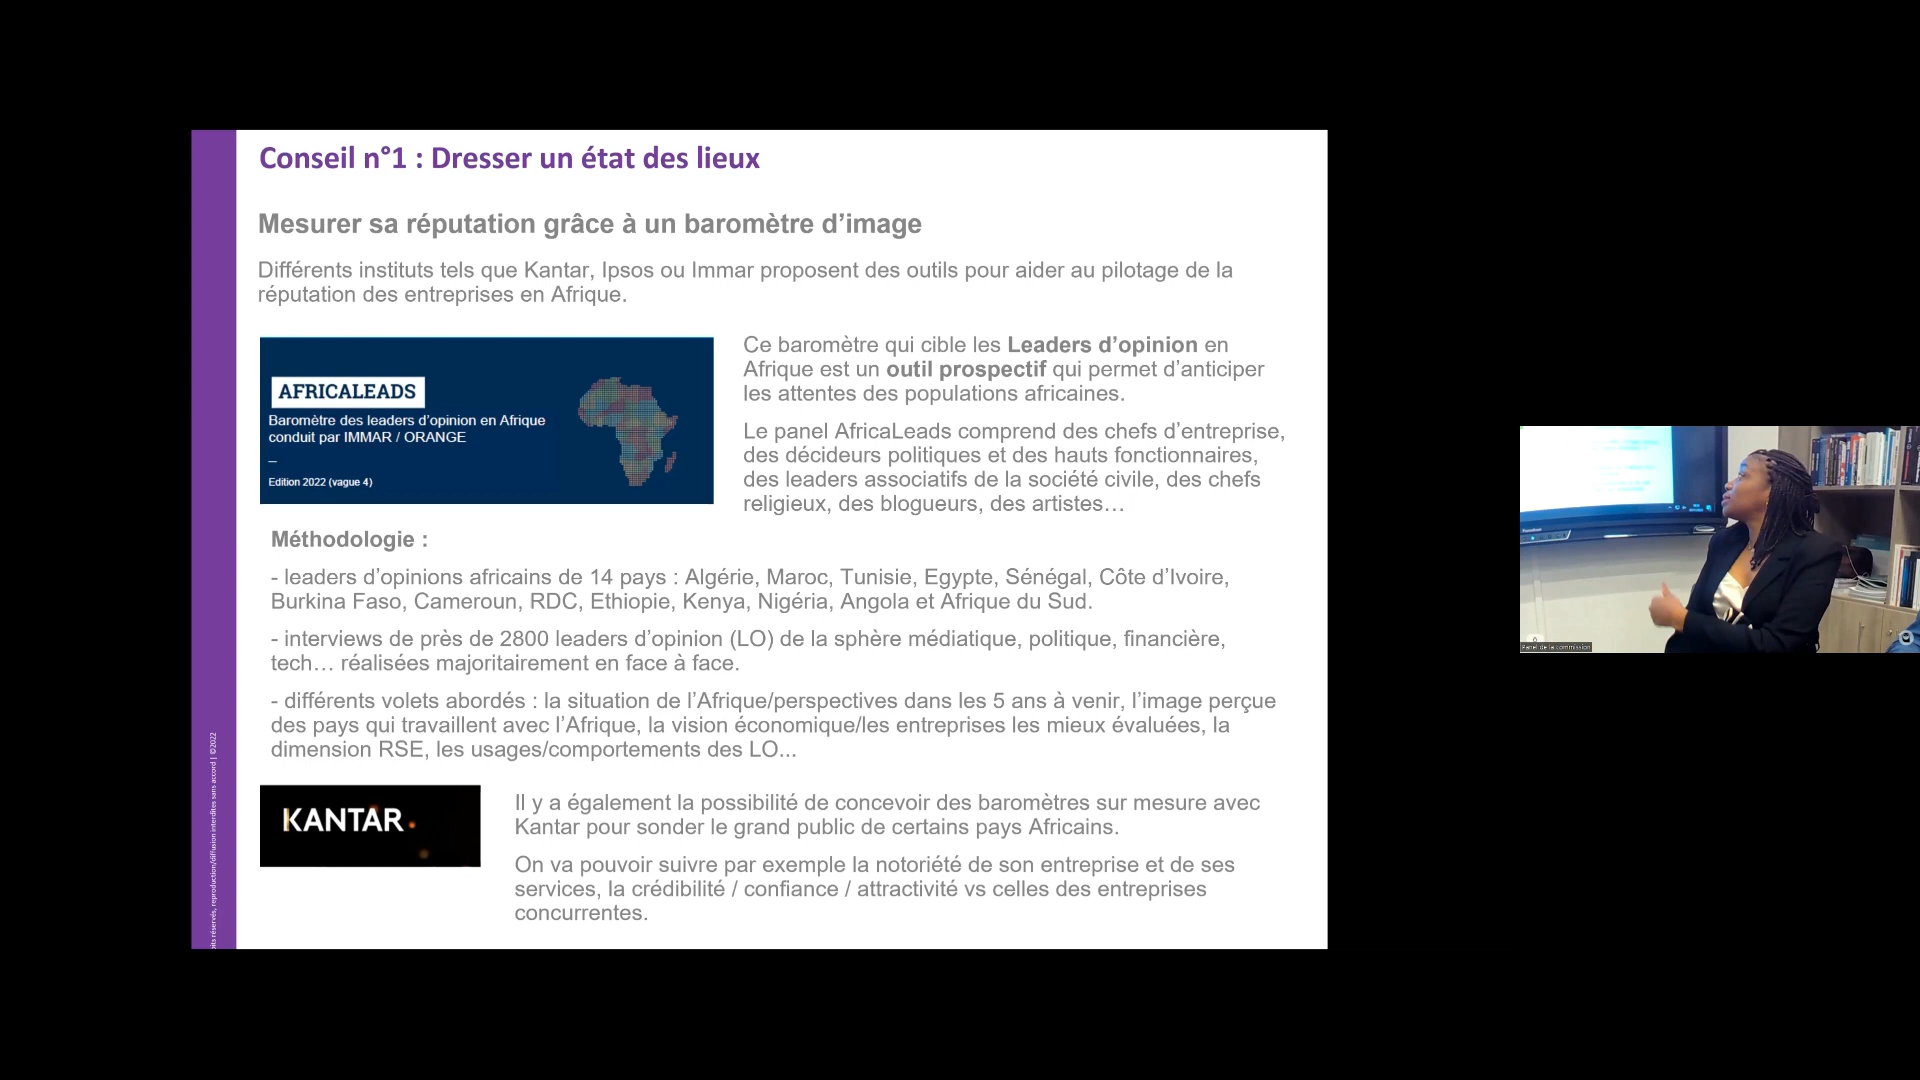 Conseil n°1 : Dresser un état des lieux
Mesurer sa réputation grâce à un baromètre d’image
Différents instituts tels que Kantar, Ipsos ou Immar proposent des outils pour aider au pilotage de la
réputation des entreprises en Afrique.
AFRICALEADS
Baromètre des leaders d’opinion en Afrique
conduit par IMMAR / ORANGE
–
Edition 2022 (vague 4)
Ce baromètre qui cible les Leaders d’opinion en
Afrique est un outil prospectif qui permet d’anticiper
les attentes des populations africaines.
Le panel AfricaLeads comprend des chefs d’entreprise,
des décideurs politiques et des hauts fonctionnaires,
des leaders associatifs de la société civile, des chefs
religieux, des blogueurs, des artistes…
Méthodologie :
- leaders d’opinions africains de 14 pays : Algérie, Maroc, Tunisie, Egypte, Sénégal, Côte d’Ivoire,
Burkina Faso, Cameroun, RDC, Ethiopie, Kenya, Nigéria, Angola et Afrique du Sud.
- interviews de près de 2800 leaders d’opinion (LO) de la sphère médiatique, politique, financière,
tech… réalisées majoritairement en face à face.
- différents volets abordés : la situation de l’Afrique/perspectives dans les 5 ans à venir, l’image perçue
des pays qui travaillent avec l’Afrique, la vision économique/les entreprises les mieux évaluées, la
dimension RSE, les usages/comportements des LO...
KANTAR
Il y a également la possibilité de concevoir des baromètres sur mesure avec
Kantar pour sonder le grand public de certains pays Africains.
On va pouvoir suivre par exemple la notoriété de son entreprise et de ses
services, la crédibilité / confiance / attractivité vs celles des entreprises
concurrentes.
réservés, reproduction/diffusion interdites sans accord | ©2022
Panel de la commission